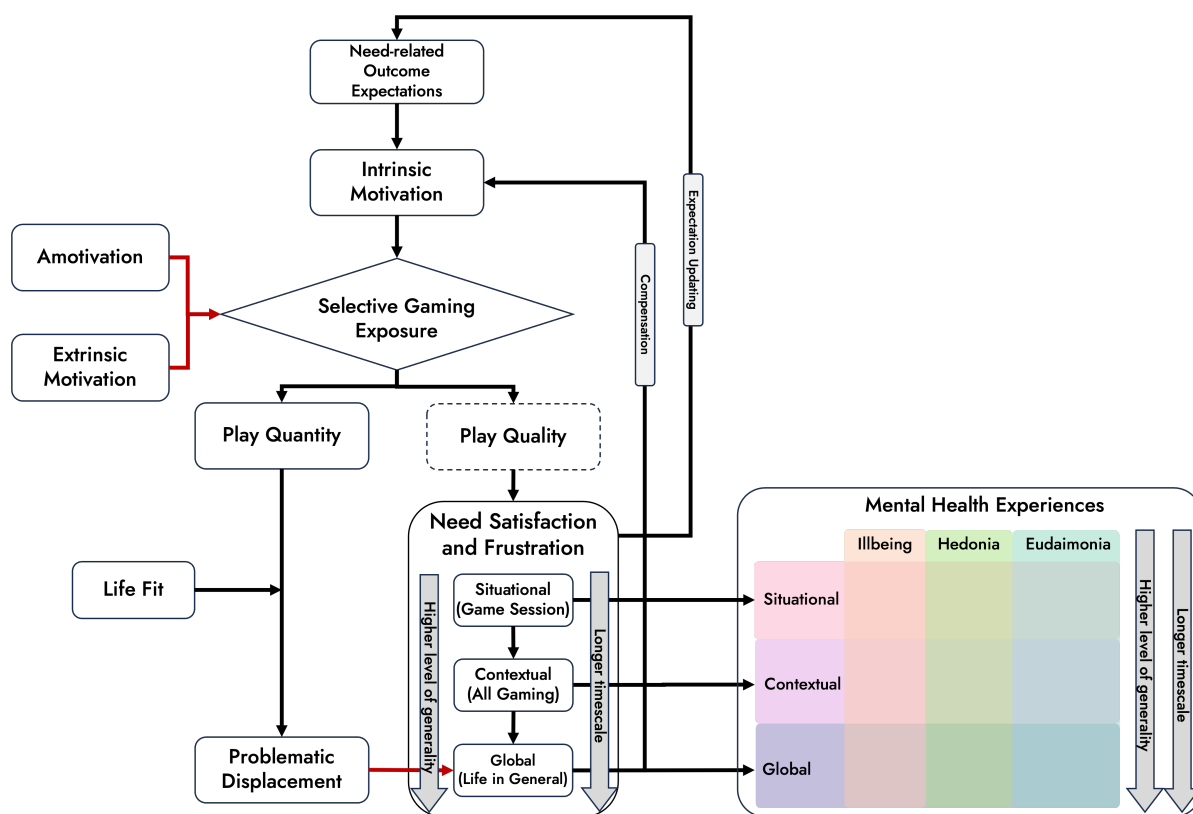 Need-related
Outcome
Expectations
Intrinsic
Motivation
Expectation Updating
Amotivation
Compensation
Selective Gaming
Exposure
Extrinsic
Motivation
Play Quantity
Play Quality
Need Satisfaction
and Frustration
Mental Health Experiences
Illbeing
Hedonia
Eudaimonia
Life Fit
Higher level of generality
Situational
(Game Session)
Longer timescale
Situational
Higher level of generality
Longer timescale
Contextual
(All Gaming)
Contextual
Problematic
Displacement
Global
(Life in General)
Global